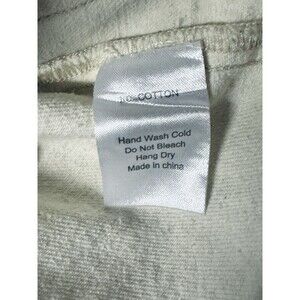 COTTON
Hand Wash Cold
Do Not Bleach
Hang Dry
Made in china